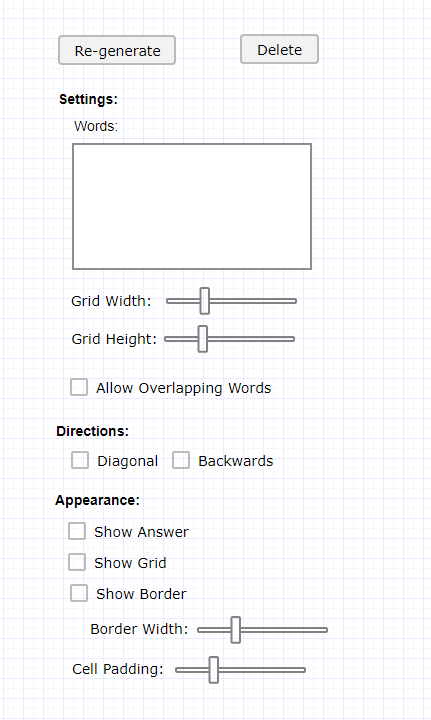 Re-generate Delete
Settings:
Words:
Grid Width:
Grid Height:
Allow Overlapping Words
Directions:
Diagonal Backwards
Appearance:
Show Answer
Show Grid
Show Border
Border Width:
Cell Padding: